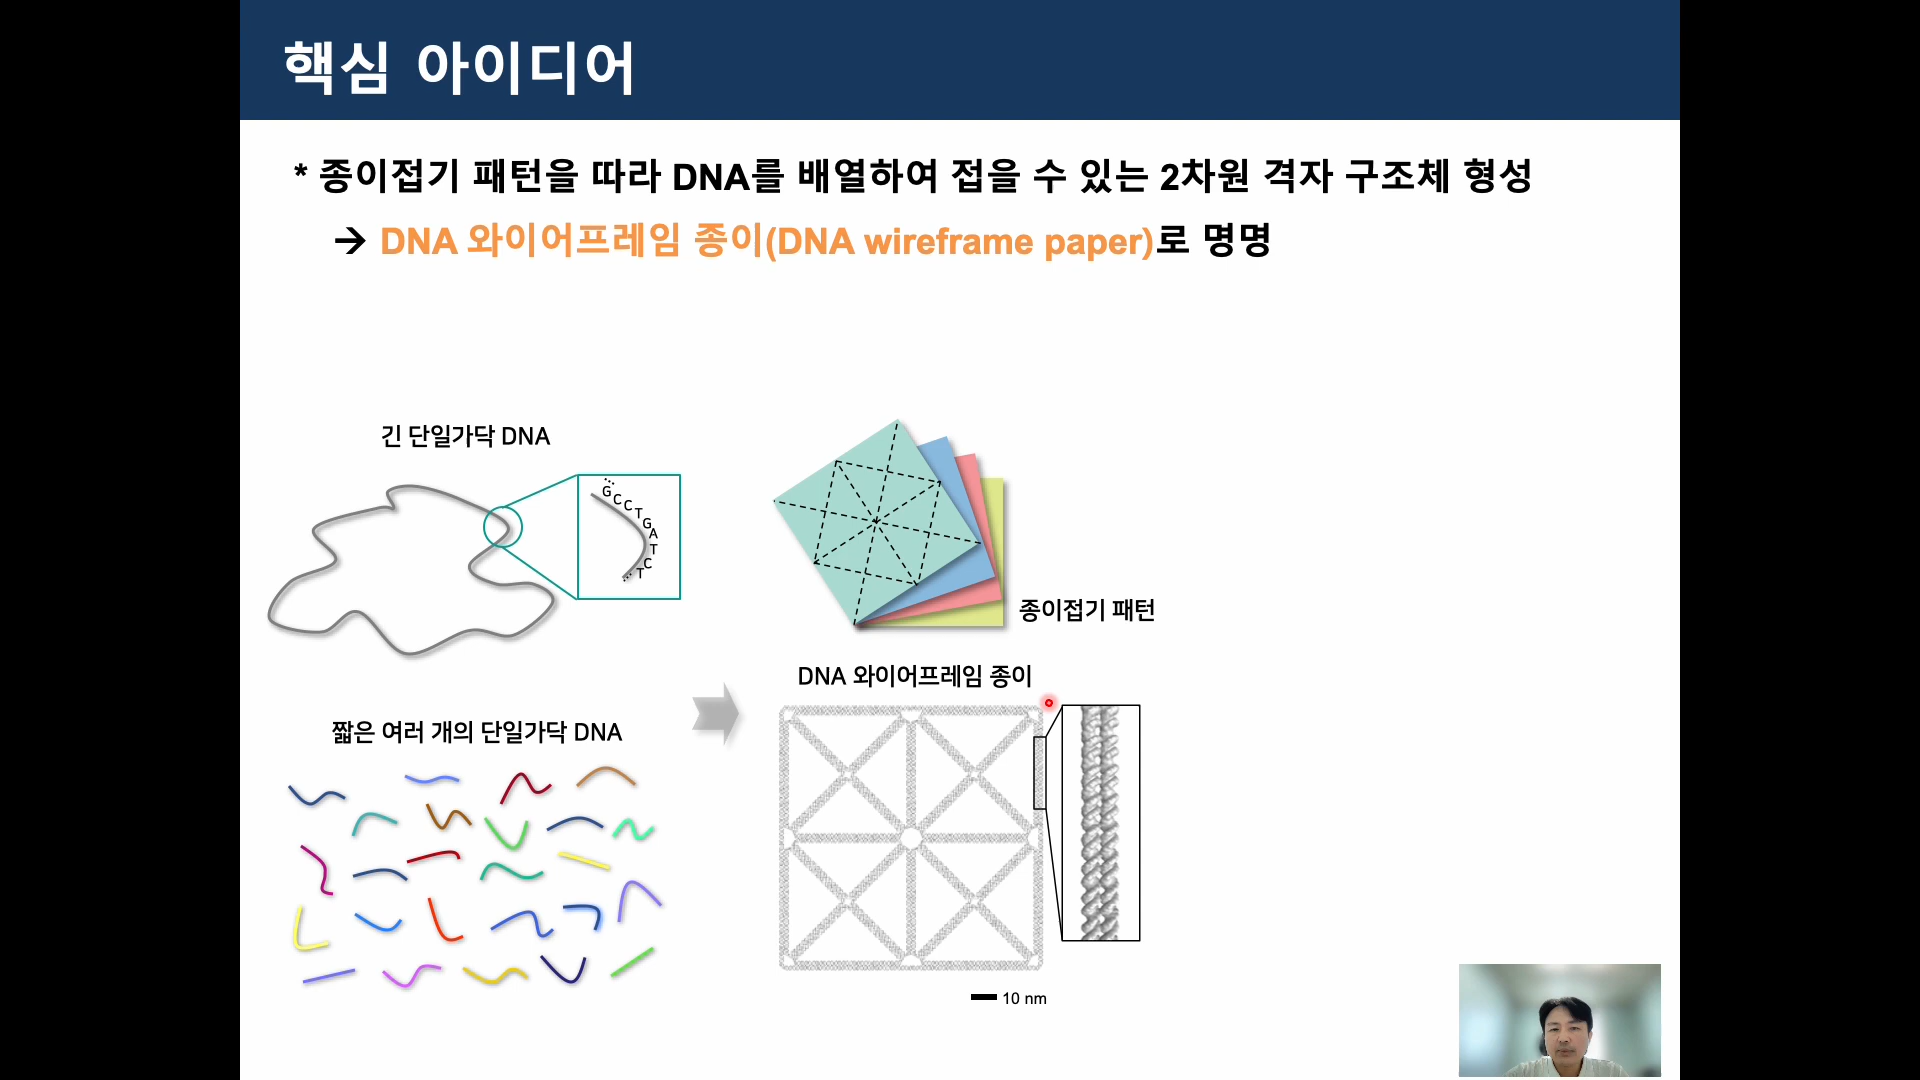 핵심 아이디어
* 종이접기 패턴을 따라 DNA를 배열하여 접을 수 있는 2차원 격자 구조체 형성
→ DNA 와이어프레임 종이(DNA wireframe paper)로 명명
긴 단일가닥 DNA
...GCCTGATCT...
종이접기 패턴
DNA 와이어프레임 종이
짧은 여러 개의 단일가닥 DNA
10 nm